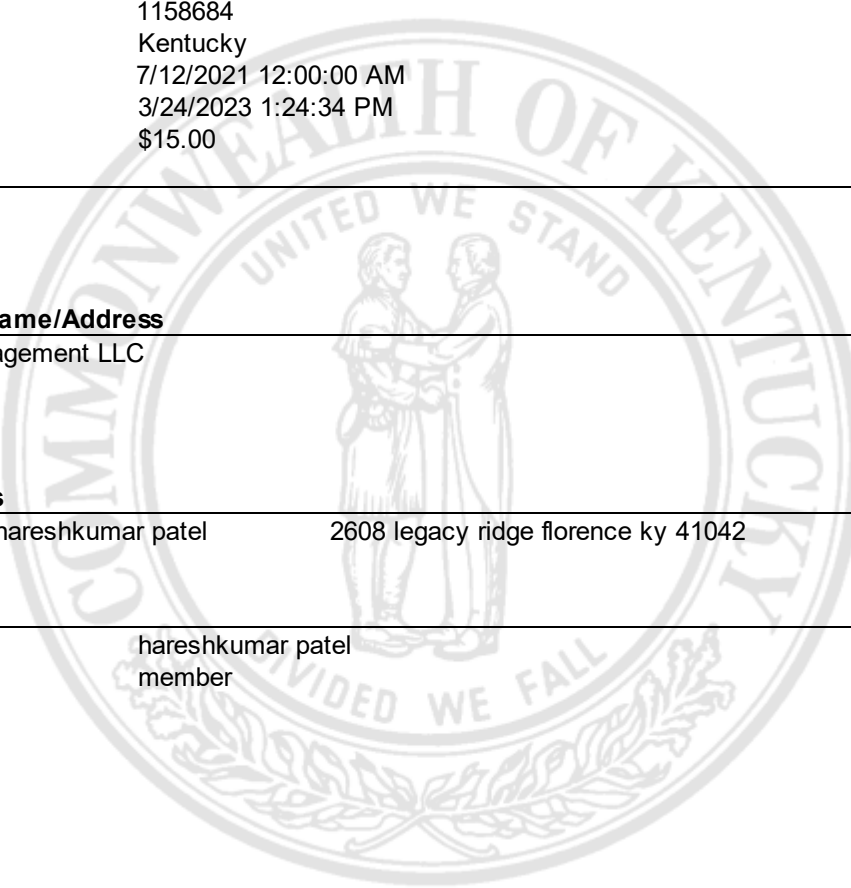 1158684
Kentucky
7/12/2021 12:00:00 AM
3/24/2023 1:24:34 PM
$15.00
COMMONWEALTH OF KENTUCKY
UNITED WE STAND
ame/Address
agement LLC
s
hareshkumar patel 2608 legacy ridge florence ky 41042
hareshkumar patel
member
DIVIDED WE FALL